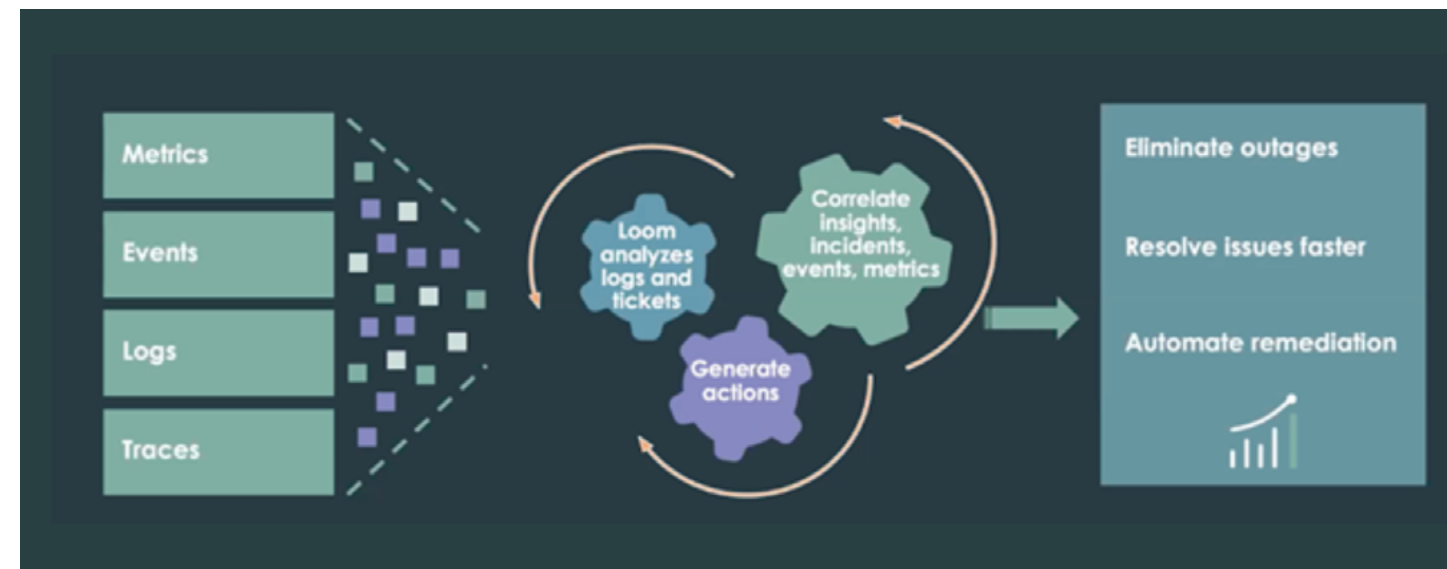 Metrics
Events
Logs
Traces
Loom
analyzes
logs and
tickets
Correlate
insights,
incidents,
events, metrics
Generate
actions
Eliminate outages
Resolve issues faster
Automate remediation